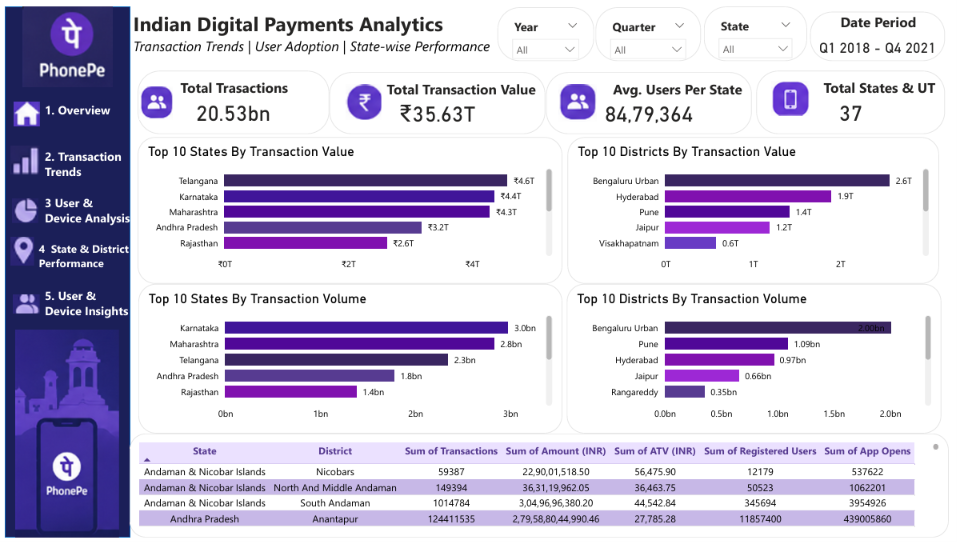 PhonePe
1. Overview
2. Transaction
Trends
3 User &
Device Analysis
4 State & District
Performance
5. User &
Device Insights
PhonePe
Indian Digital Payments Analytics
Transaction Trends | User Adoption | State-wise Performance
Year
All
Quarter
All
State
All
Date Period
Q1 2018 - Q4 2021
Total Trasactions
20.53bn
Total Transaction Value
₹35.63T
Avg. Users Per State
84,79,364
Total States & UT
37
Top 10 States By Transaction Value
Telangana ₹4.6T
Karnataka ₹4.4T
Maharashtra ₹4.3T
Andhra Pradesh ₹3.2T
Rajasthan ₹2.6T
₹0T ₹2T ₹4T
Top 10 Districts By Transaction Value
Bengaluru Urban 2.6T
Hyderabad 1.9T
Pune 1.4T
Jaipur 1.2T
Visakhapatnam 0.6T
0T 1T 2T
Top 10 States By Transaction Volume
Karnataka 3.0bn
Maharashtra 2.8bn
Telangana 2.3bn
Andhra Pradesh 1.8bn
Rajasthan 1.4bn
0bn 1bn 2bn 3bn
Top 10 Districts By Transaction Volume
Bengaluru Urban 2.00bn
Pune 1.09bn
Hyderabad 0.97bn
Jaipur 0.66bn
Rangareddy 0.35bn
0.0bn 0.5bn 1.0bn 1.5bn 2.0bn
State District Sum of Transactions Sum of Amount (INR) Sum of ATV (INR) Sum of Registered Users Sum of App Opens
Andaman & Nicobar Islands Nicobars 59387 22,90,01,518.50 56,475.90 12179 537622
Andaman & Nicobar Islands North And Middle Andaman 149394 36,31,19,962.05 36,463.75 50523 1062201
Andaman & Nicobar Islands South Andaman 1014784 3,04,96,96,380.20 44,542.84 345694 3954926
Andhra Pradesh Anantapur 124411535 2,79,58,80,44,990.46 27,785.28 11857400 439005860